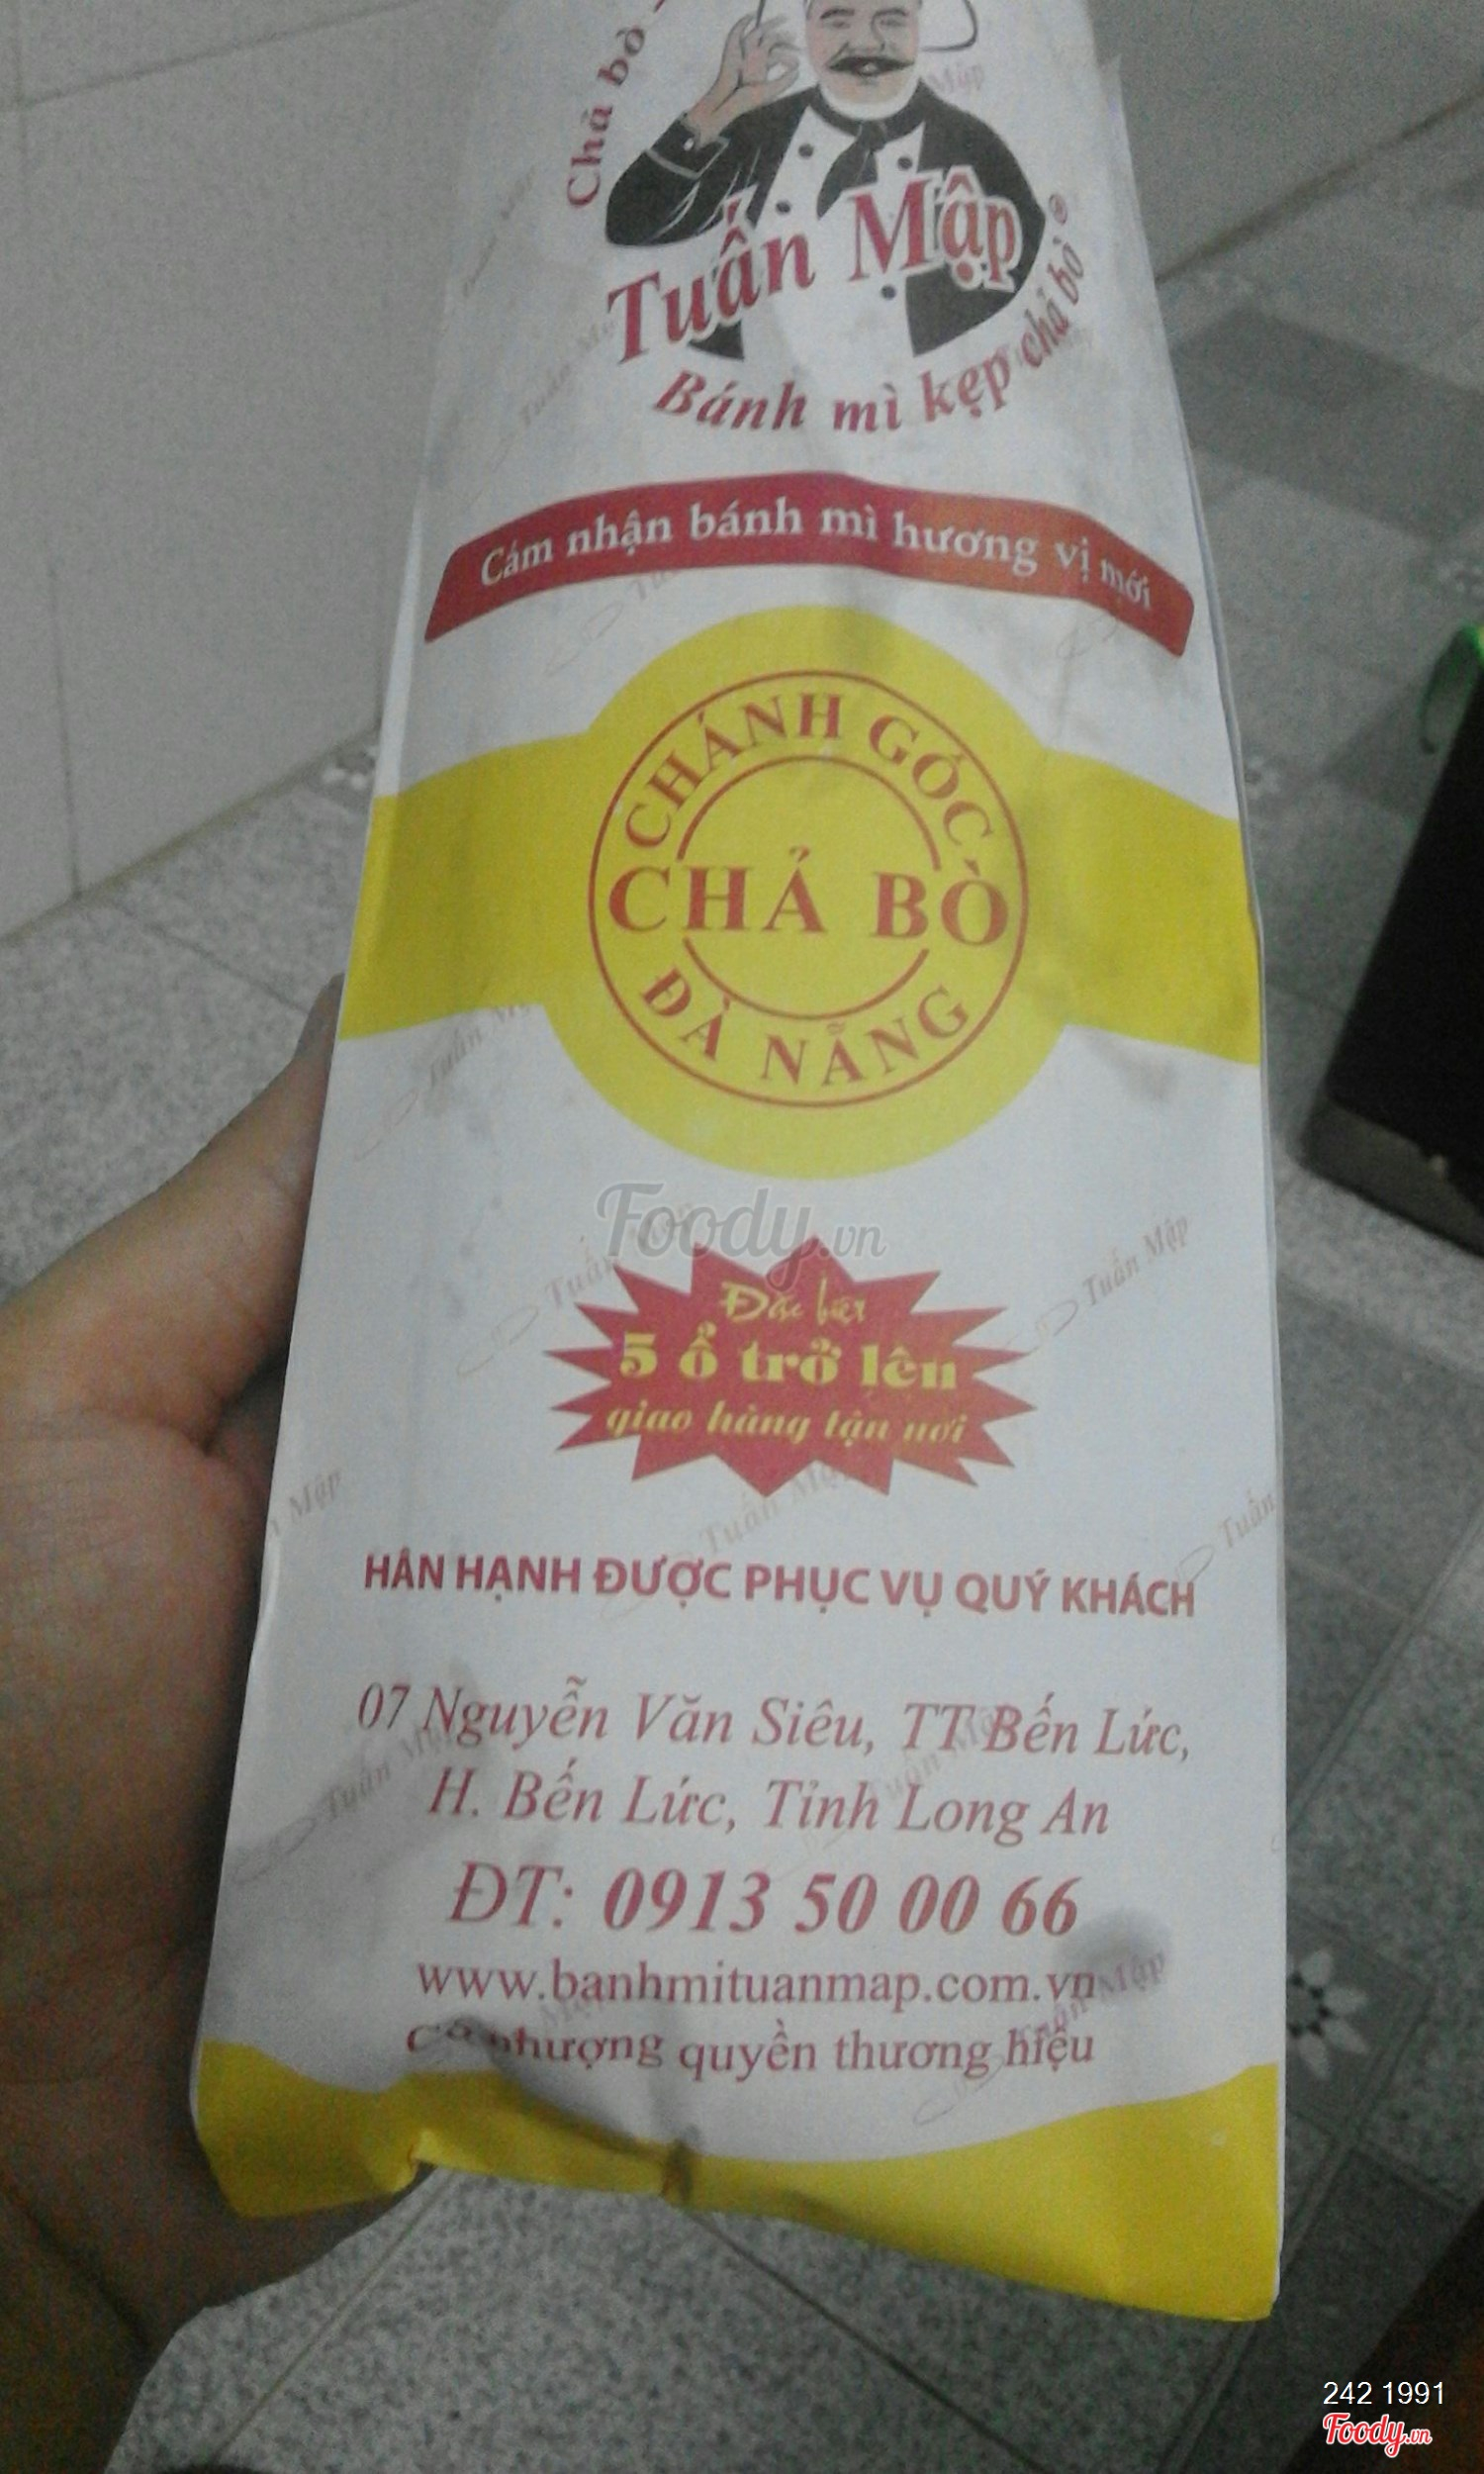 Chả bò
Tuấn Mập ®
Bánh mì kẹp chả bò
Cảm nhận bánh mì hương vị mới
CHÁNH GỐC
CHẢ BÒ
ĐÀ NẴNG
Foody.vn
Đặc biệt
5 ổ trở lên
giao hàng tận nơi
HÂN HẠNH ĐƯỢC PHỤC VỤ QUÝ KHÁCH
07 Nguyễn Văn Siêu, TT Bến Lức,
H. Bến Lức, Tỉnh Long An
ĐT: 0913 50 00 66
www.banhmituanmap.com.vn
Có nhượng quyền thương hiệu
242 1991
Foody.vn